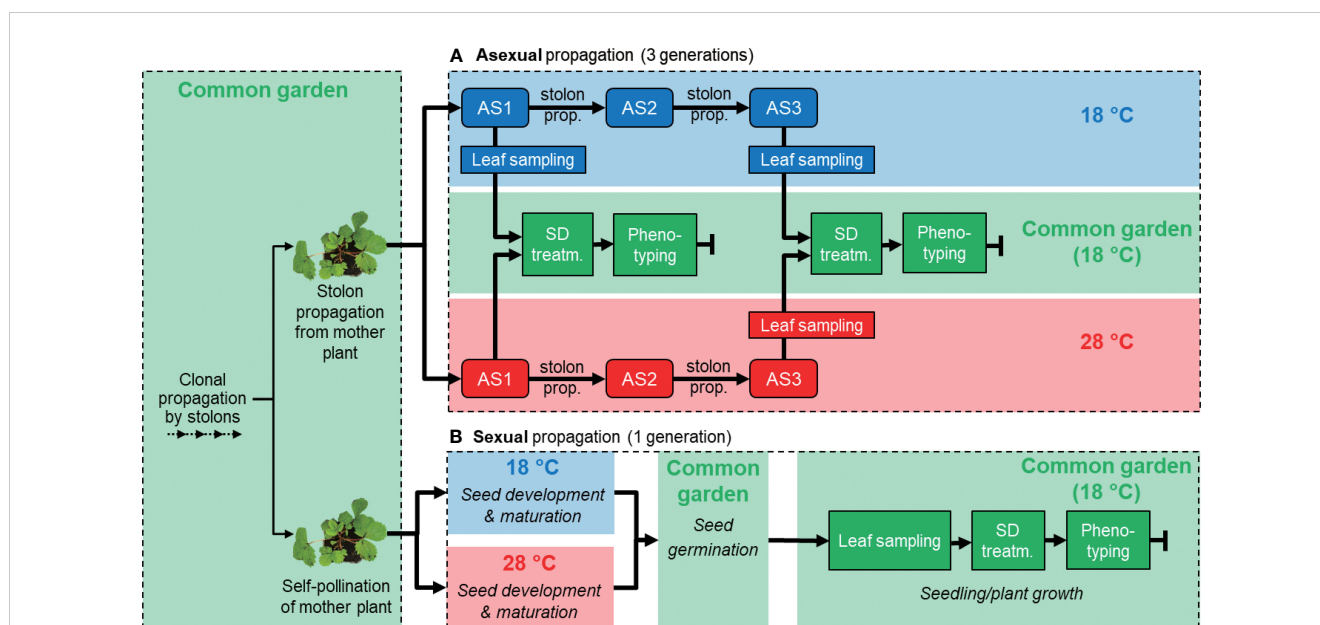 A Asexual propagation (3 generations)
Common garden
AS1
stolon
prop.
AS2
stolon
prop.
AS3
18 °C
Leaf sampling
Leaf sampling
SD
treatm.
Pheno-
typing
SD
treatm.
Pheno-
typing
Common garden
(18 °C)
Stolon
propagation
from mother
plant
Leaf sampling
28 °C
Clonal
propagation
by stolons
AS1
stolon
prop.
AS2
stolon
prop.
AS3
B Sexual propagation (1 generation)
18 °C
Seed development
& maturation
Common
garden
Seed
germination
Common garden
(18 °C)
Leaf sampling
SD
treatm.
Pheno-
typing
Seedling/plant growth
28 °C
Seed development
& maturation
Self-pollination
of mother plant